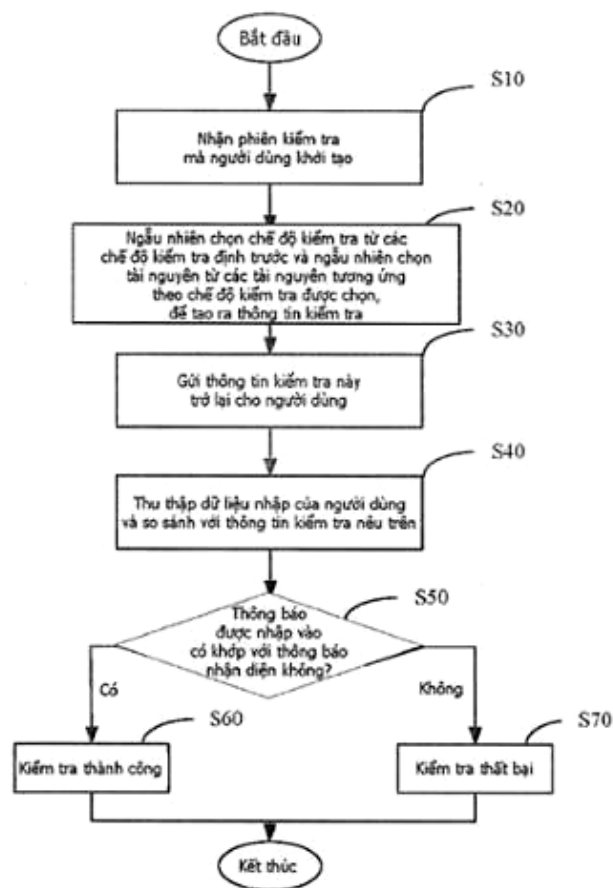 Bắt đầu
S10
Nhận phiên kiểm tra
mà người dùng khởi tạo
S20
Ngẫu nhiên chọn chế độ kiểm tra từ các
chế độ kiểm tra định trước và ngẫu nhiên chọn
tài nguyên từ các tài nguyên tương ứng
theo chế độ kiểm tra được chọn,
để tạo ra thông tin kiểm tra
S30
Gửi thông tin kiểm tra này
trở lại cho người dùng
S40
Thu thập dữ liệu nhập của người dùng
và so sánh với thông tin kiểm tra nêu trên
S50
Thông báo
được nhập vào
có khớp với thông báo
nhận diện không?
Có
Không
S60
S70
Kiểm tra thành công
Kiểm tra thất bại
Kết thúc